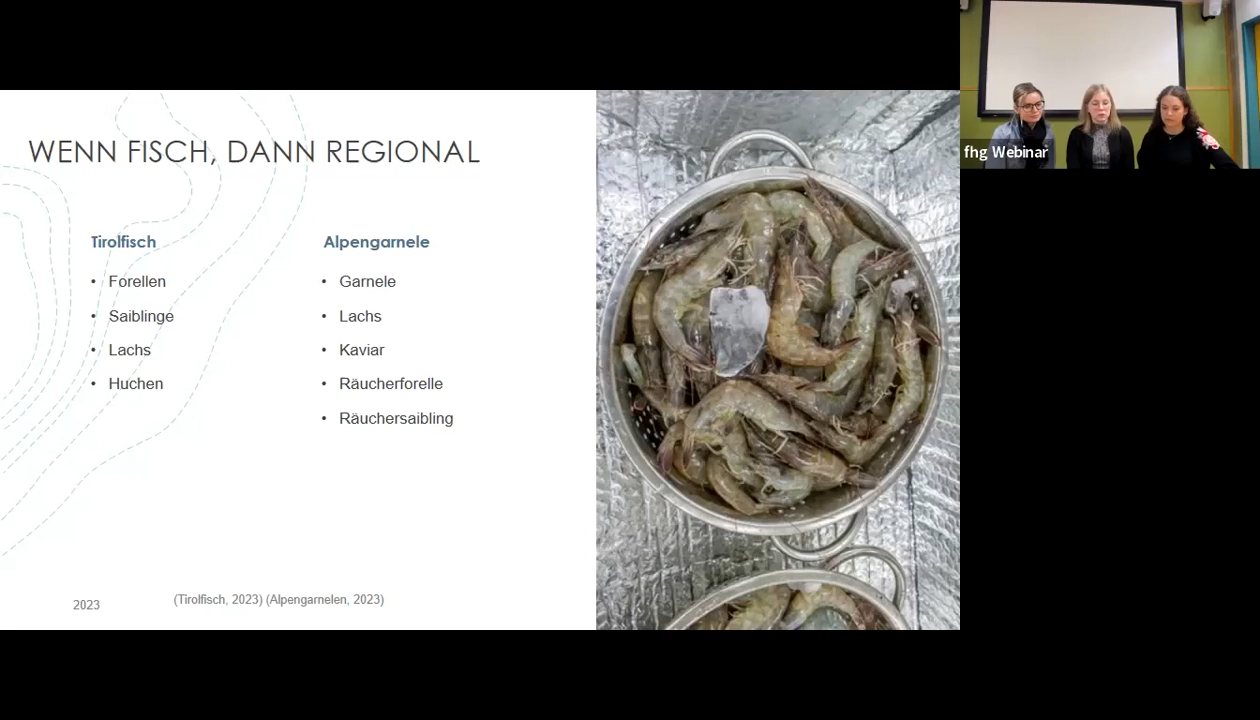 WENN FISCH, DANN REGIONAL
Tirolfisch
• Forellen
• Saiblinge
• Lachs
• Huchen
Alpengarnele
• Garnele
• Lachs
• Kaviar
• Räucherforelle
• Räuchersaibling
2023
(Tirolfisch, 2023) (Alpengarnelen, 2023)
fhg Webinar